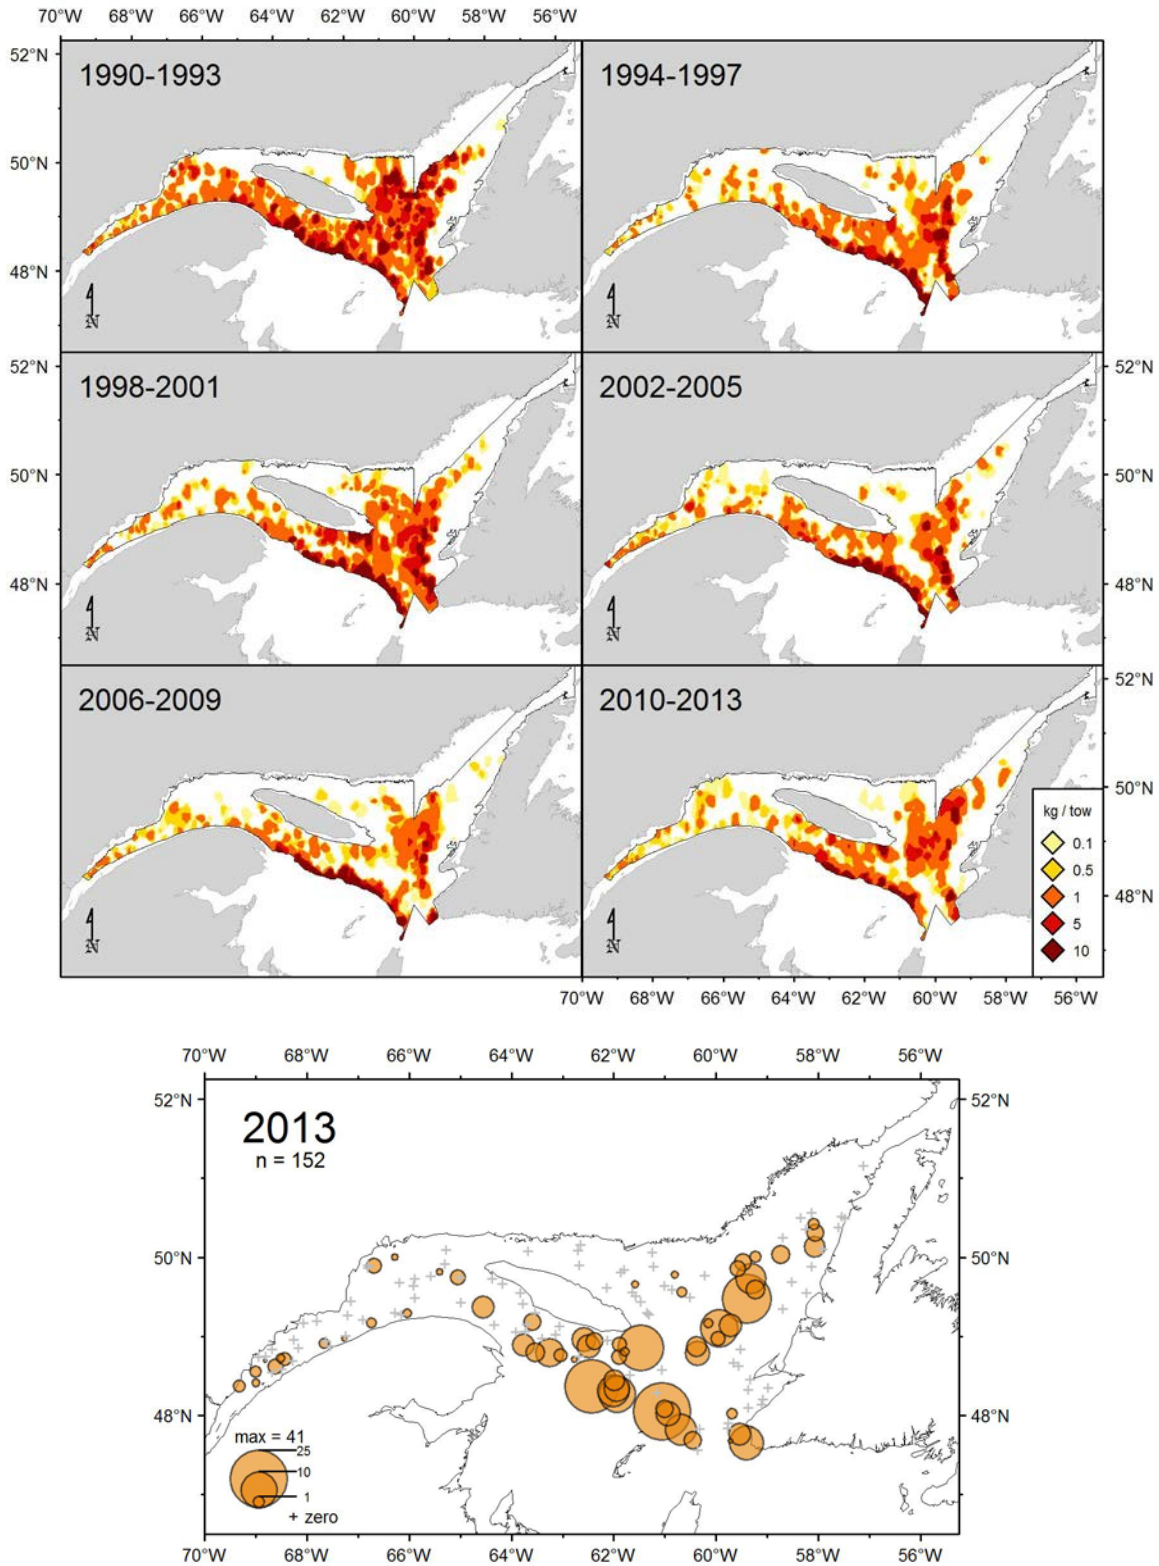 70°W 68°W 66°W 64°W 62°W 60°W 58°W 56°W
52°N
1990-1993
1994-1997
50°N
48°N
N
N
52°N
1998-2001
2002-2005
52°N
50°N
50°N
48°N
48°N
N
N
2006-2009
2010-2013
52°N
50°N
kg / tow
0.1
0.5
1
5
10
48°N
N
N
70°W 68°W 66°W 64°W 62°W 60°W 58°W 56°W
70°W 68°W 66°W 64°W 62°W 60°W 58°W 56°W
52°N
2013
n = 152
52°N
50°N
50°N
48°N
48°N
max = 41
25
10
1
+ zero
70°W 68°W 66°W 64°W 62°W 60°W 58°W 56°W